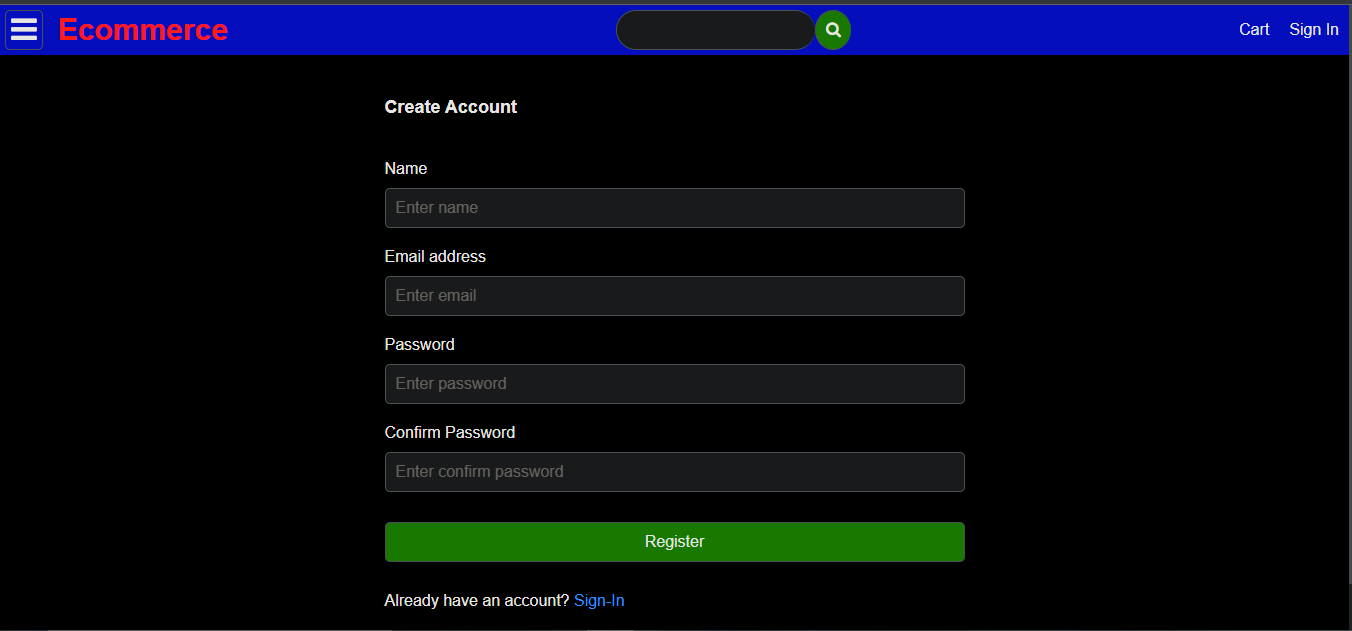 Ecommerce
Cart
Sign In
Create Account
Name
Enter name
Email address
Enter email
Password
Enter password
Confirm Password
Enter confirm password
Register
Already have an account? Sign-In